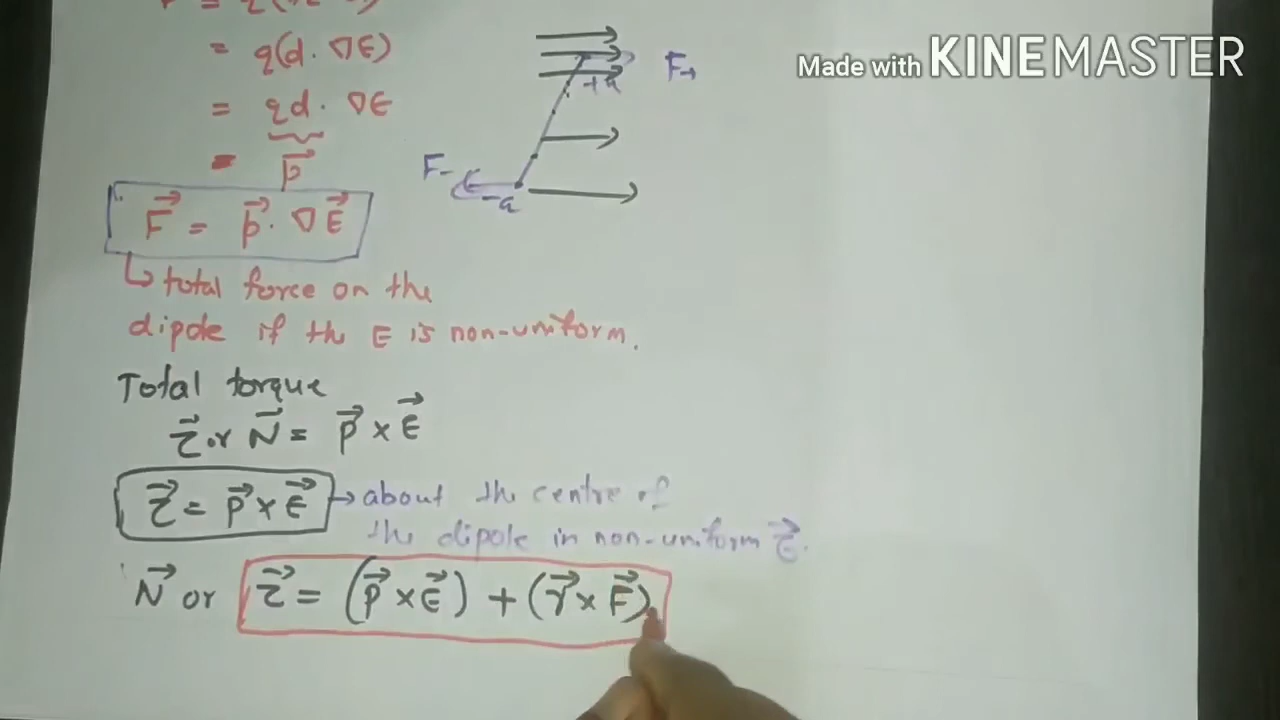 = q(d. ∇E)
= qd. ∇E
= p⃗
F⃗ = p⃗. ∇E⃗
total force on the
dipole if the E is non-uniform.
F+
+q
F-
-q
Made with KINEMASTER
Total torque
τ⃗ or N⃗ = p⃗ × E⃗
τ⃗ = p⃗ × E⃗ → about the centre of
the dipole in non-uniform E⃗.
N⃗ or τ⃗ = (p⃗ × E⃗) + (r⃗ × F⃗)